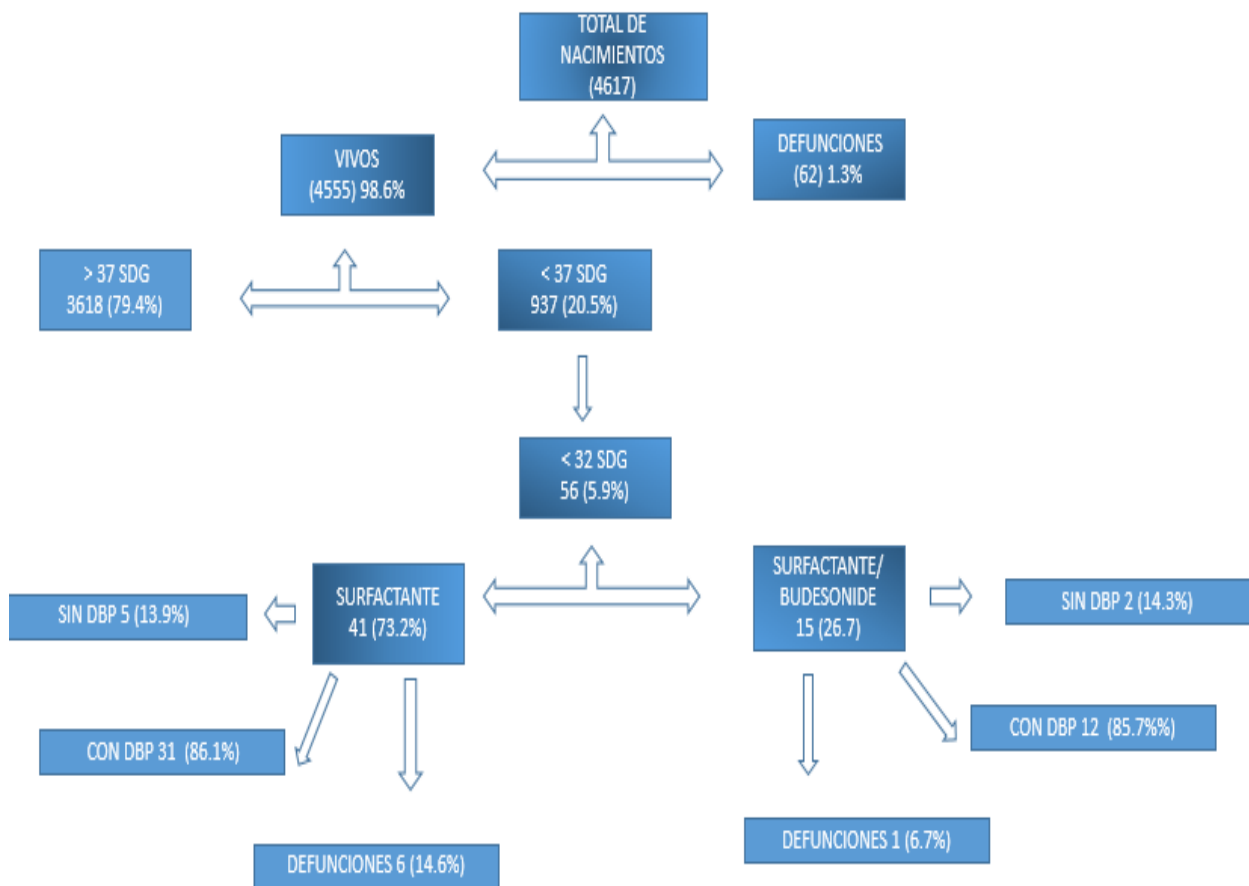 TOTAL DE
NACIMIENTOS
(4617)
VIVOS
(4555) 98.6%
DEFUNCIONES
(62) 1.3%
> 37 SDG
3618 (79.4%)
< 37 SDG
937 (20.5%)
< 32 SDG
56 (5.9%)
SURFACTANTE
41 (73.2%)
SURFACTANTE/
BUDESONIDE
15 (26.7)
SIN DBP 5 (13.9%)
SIN DBP 2 (14.3%)
CON DBP 31 (86.1%)
CON DBP 12 (85.7%%)
DEFUNCIONES 6 (14.6%)
DEFUNCIONES 1 (6.7%)